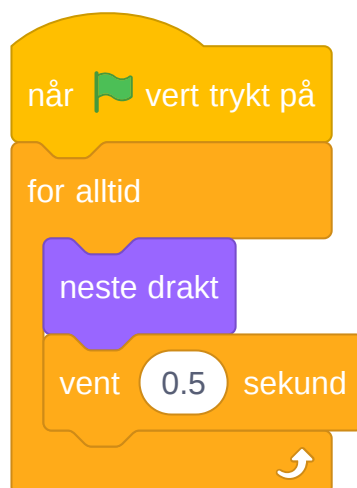 når vert trykt på
for alltid
neste drakt
vent 0.5 sekund